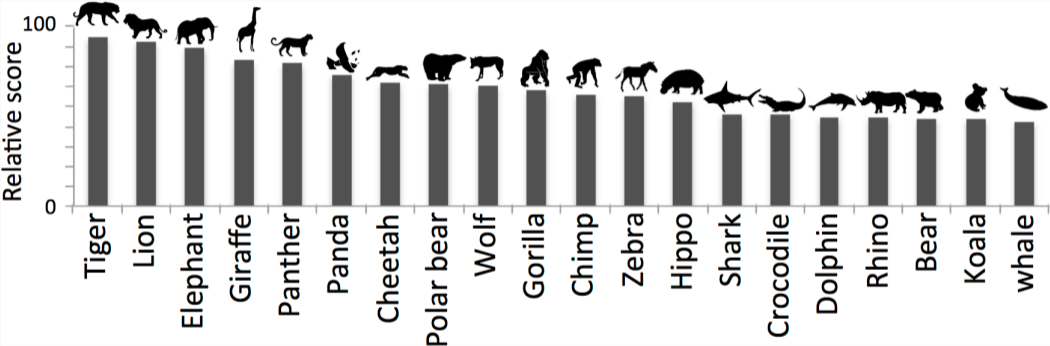 Relative score
100
0
Tiger
Lion
Elephant
Giraffe
Panther
Panda
Cheetah
Polar bear
Wolf
Gorilla
Chimp
Zebra
Hippo
Shark
Crocodile
Dolphin
Rhino
Bear
Koala
whale